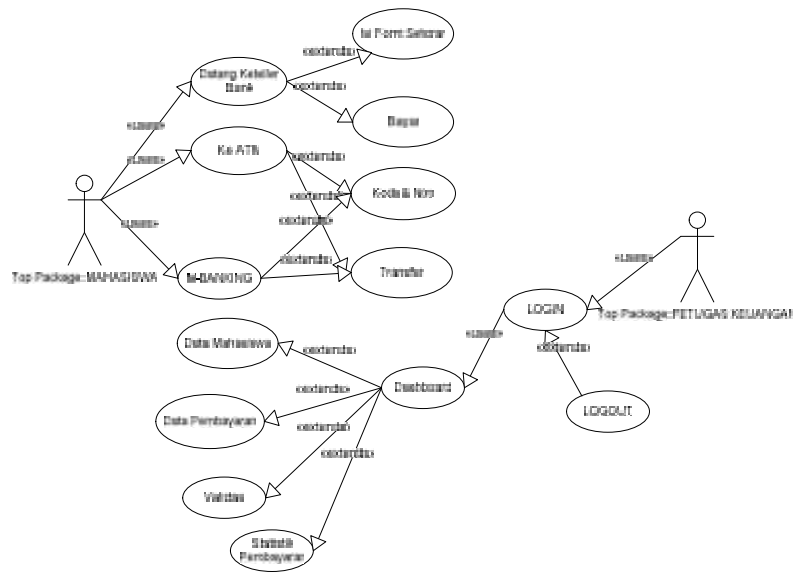 Isi Form Setoran
«extends»
Datang Keteller
Bank
«extends»
«uses»
Bayar
Ke ATM
«extends»
«uses»
«extends»
Kode & Nim
«uses»
«extends»
«extends»
Transfer
M-BANKING
Top Package::MAHASISWA
«uses»
LOGIN
Top Package::PETUGAS KEUANGAN
«uses»
«extends»
Data Mahasiswa
«extends»
Dashboard
«extends»
LOGOUT
Data Pembayaran
«extends»
«extends»
Validas
Statistik
Pembayaran